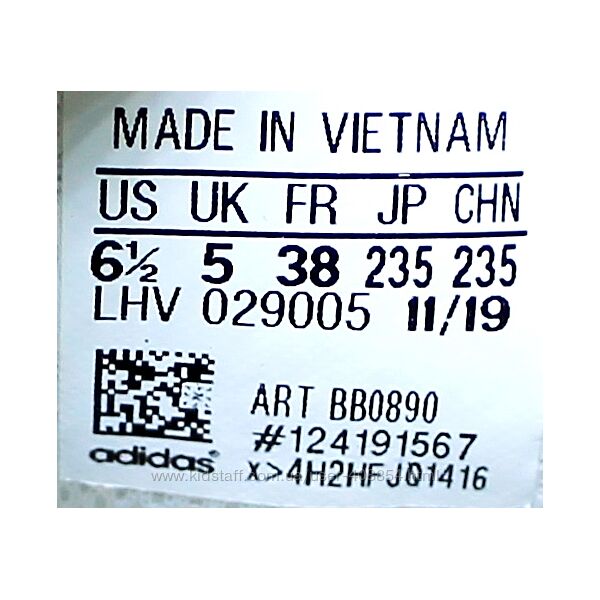 MADE IN VIETNAM
US UK FR JP CHN
6½ 5 38 235 235
LHV 029005 11/19
ART BB0890
#124191567
adidas
X>4H2HFJQ1416